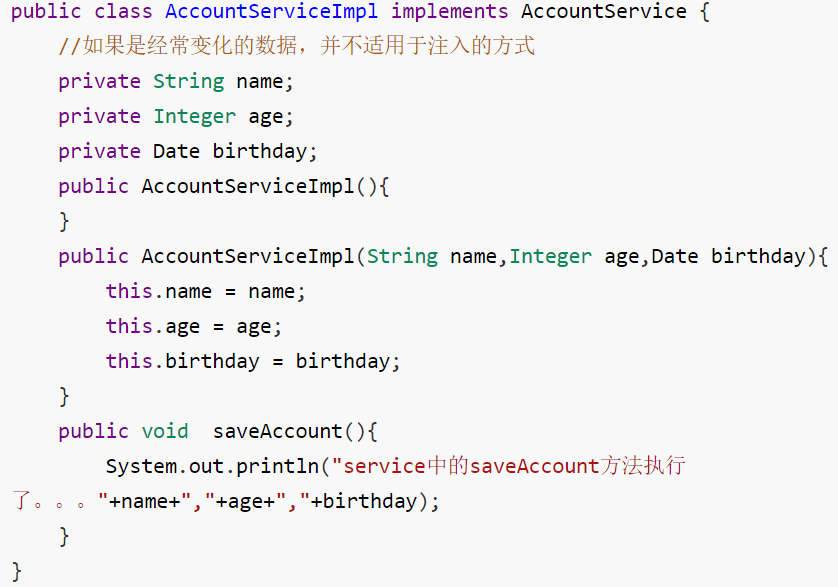 public class AccountServiceImpl implements AccountService {
    //如果是经常变化的数据，并不适用于注入的方式
    private String name;
    private Integer age;
    private Date birthday;
    public AccountServiceImpl(){
    }
    public AccountServiceImpl(String name,Integer age,Date birthday){
        this.name = name;
        this.age = age;
        this.birthday = birthday;
    }
    public void  saveAccount(){
        System.out.println("service中的saveAccount方法执行
了。。。"+name+","+age+","+birthday);
    }
}